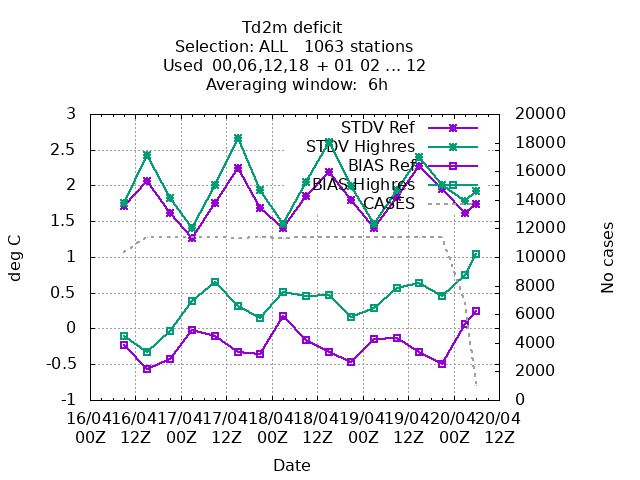 Td2m deficit
Selection: ALL   1063 stations
Used  00,06,12,18 + 01 02 ... 12
Averaging window:  6h
3
2.5
2
1.5
1
0.5
0
-0.5
-1
20000
18000
16000
14000
12000
10000
8000
6000
4000
2000
0
STDV Ref
STDV Highres
BIAS Ref
BIAS Highres
CASES
deg C
No cases
16/04 16/04 17/04 17/04 18/04 18/04 19/04 19/04 20/04 20/04
00Z 12Z 00Z 12Z 00Z 12Z 00Z 12Z 00Z 12Z
Date